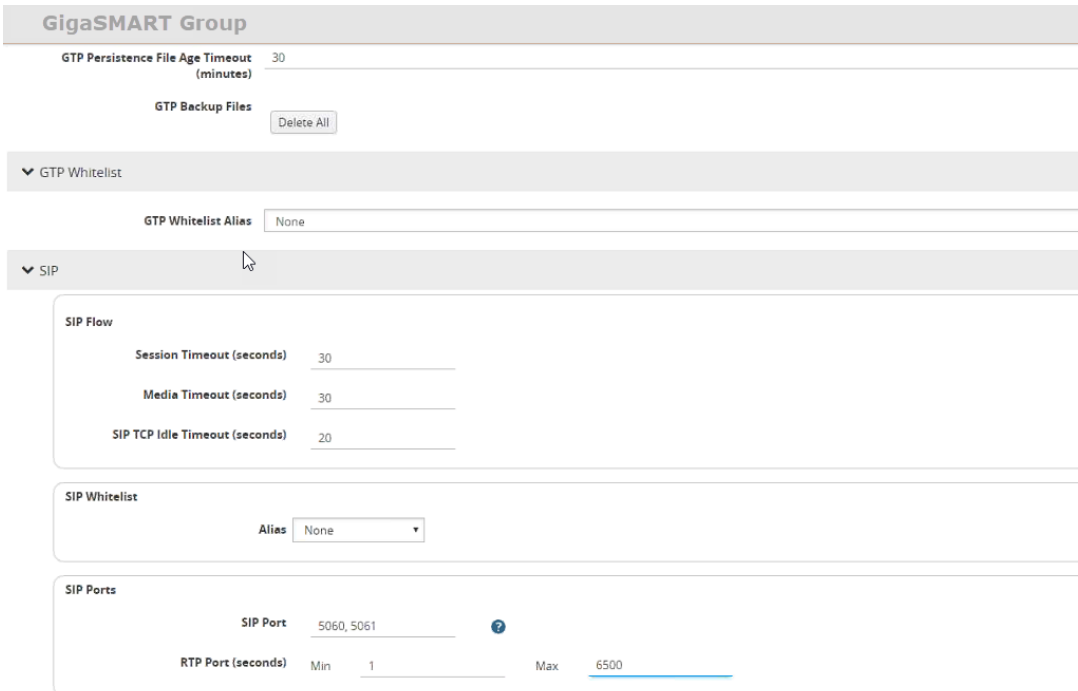 GigaSMART Group
GTP Persistence File Age Timeout 30
(minutes)
GTP Backup Files
Delete All
GTP Whitelist
GTP Whitelist Alias None
SIP
SIP Flow
Session Timeout (seconds) 30
Media Timeout (seconds) 30
SIP TCP Idle Timeout (seconds) 20
SIP Whitelist
Alias None
SIP Ports
SIP Port 5060, 5061 ?
RTP Port (seconds) Min 1 Max 6500